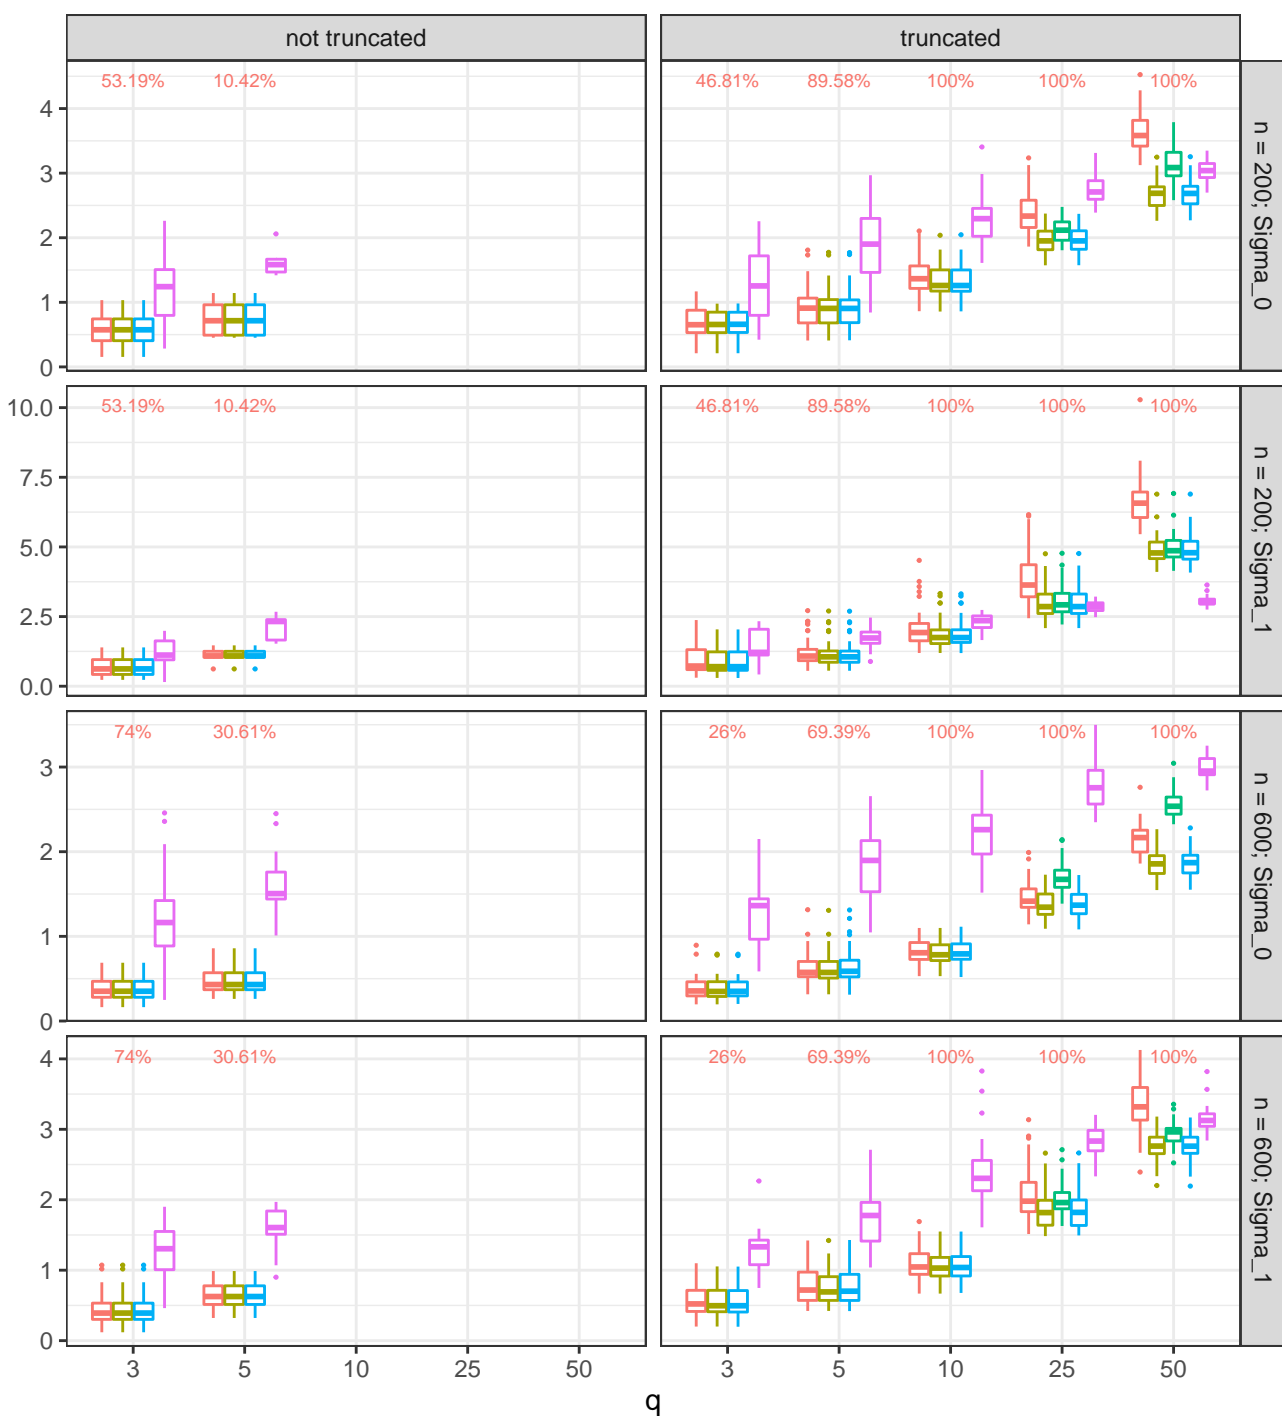 not truncated truncated
53.19% 10.42% 46.81% 89.58% 100% 100% 100%
4
3
2
1
0
n = 200; Sigma_0
53.19% 10.42% 46.81% 89.58% 100% 100% 100%
10.0
7.5
5.0
2.5
0.0
n = 200; Sigma_1
74% 30.61% 26% 69.39% 100% 100% 100%
3
2
1
0
n = 600; Sigma_0
74% 30.61% 26% 69.39% 100% 100% 100%
4
3
2
1
0
n = 600; Sigma_1
3 5 10 25 50 3 5 10 25 50
q